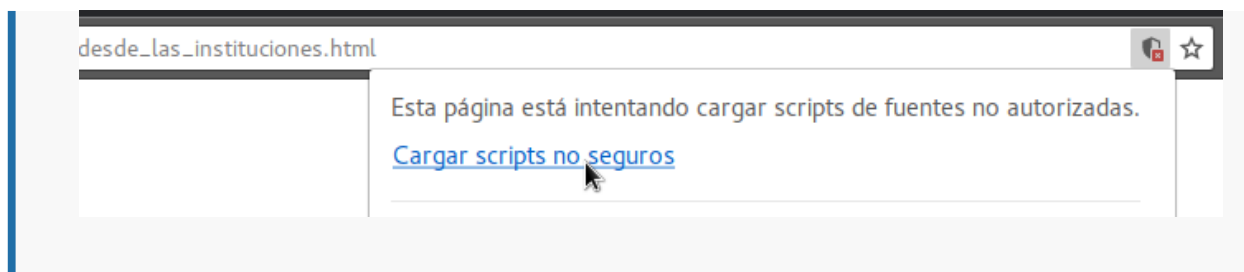 desde_las_instituciones.html
Esta página está intentando cargar scripts de fuentes no autorizadas.
Cargar scripts no seguros